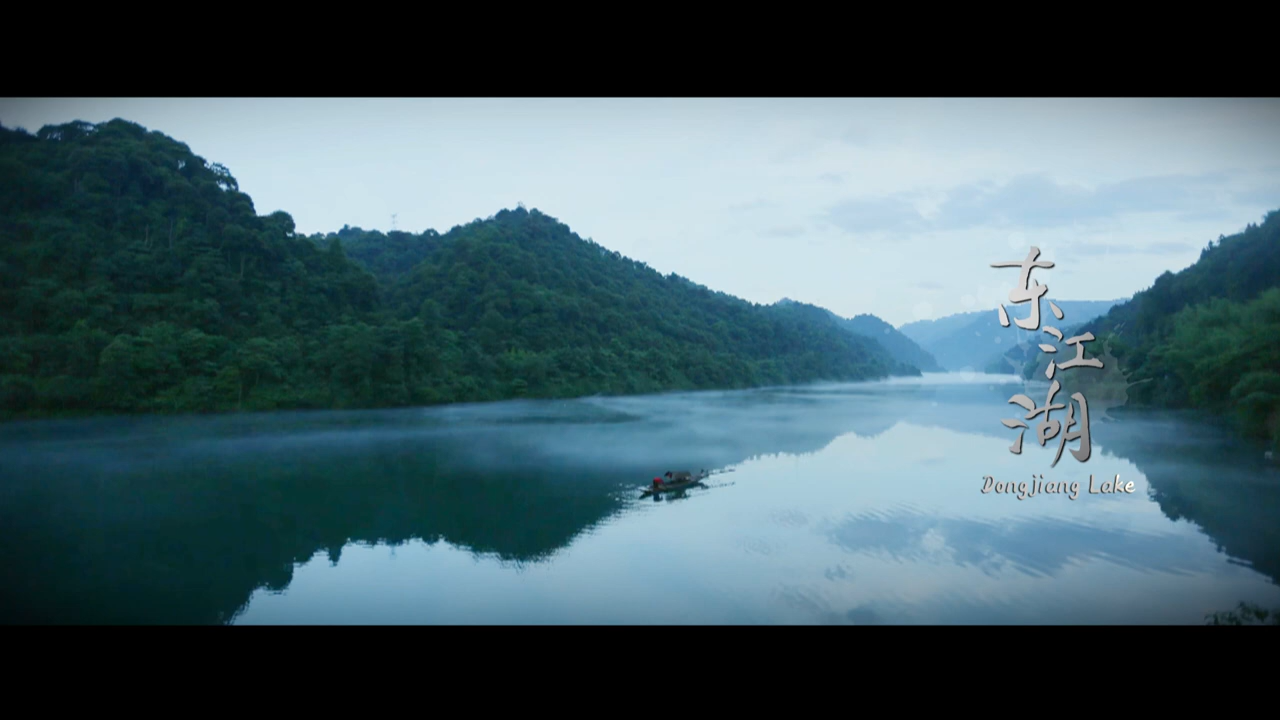 东江湖
Dongjiang Lake